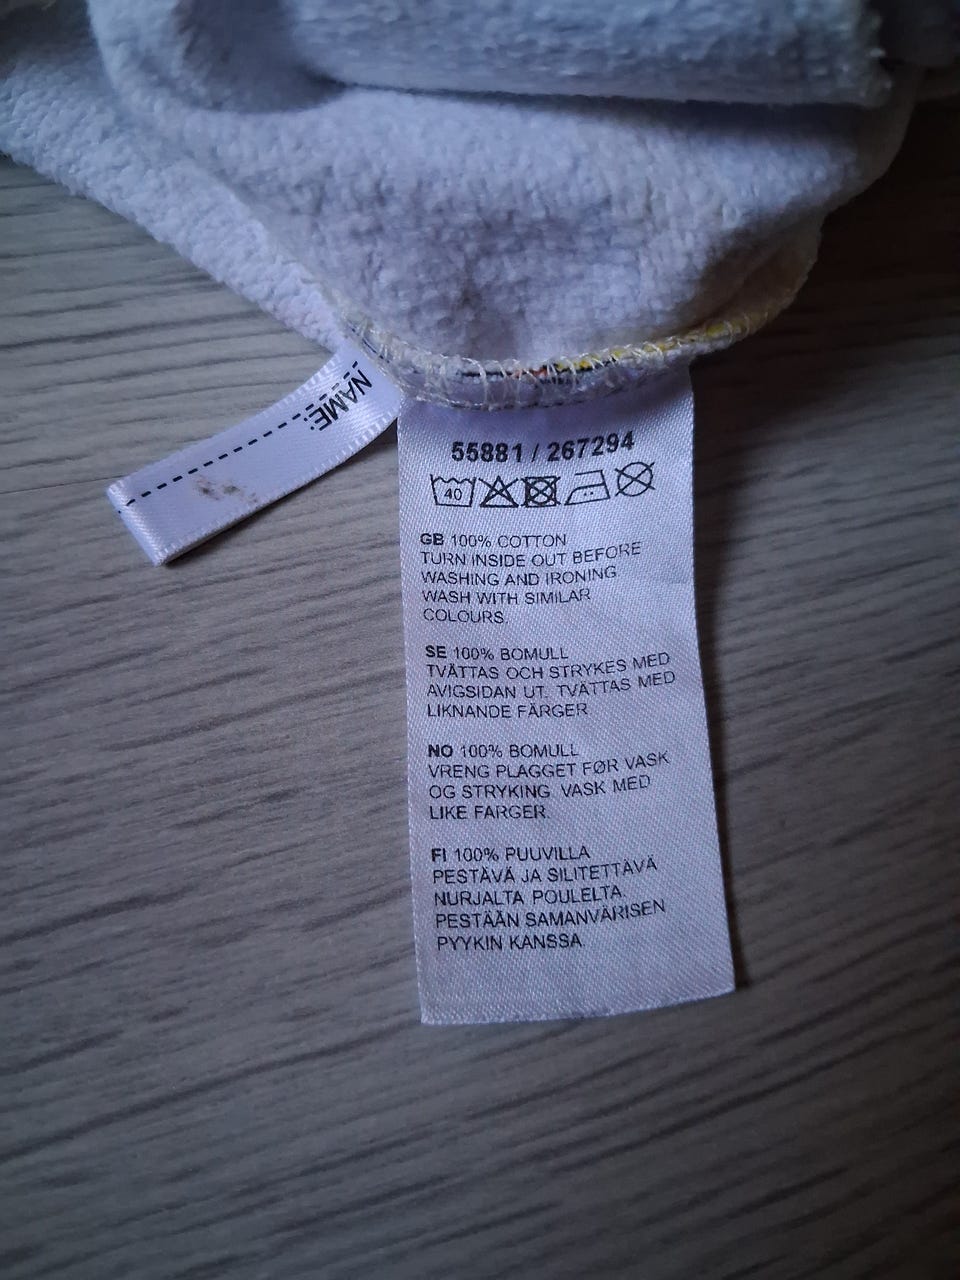 NAME:
55881 / 267294
40
GB 100% COTTON
TURN INSIDE OUT BEFORE
WASHING AND IRONING
WASH WITH SIMILAR
COLOURS.
SE 100% BOMULL
TVÄTTAS OCH STRYKES MED
AVIGSIDAN UT. TVÄTTAS MED
LIKNANDE FÄRGER
NO 100% BOMULL
VRENG PLAGGET FØR VASK
OG STRYKING. VASK MED
LIKE FARGER.
FI 100% PUUVILLA
PESTÄVÄ JA SILITETTÄVÄ
NURJALTA POULELTA.
PESTÄÄN SAMANVÄRISEN
PYYKIN KANSSA.